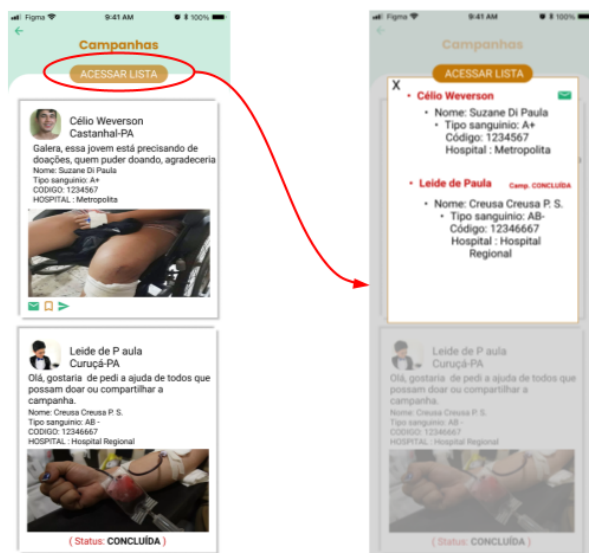 Figma 9:41 AM 100%
Campanhas
ACESSAR LISTA
Célio Weverson
Castanhal-PA
Galera, essa jovem está precisando de
doações, quem puder doando, agradeceria
Nome: Suzane Di Paula
Tipo sanguinio: A+
CODIGO: 1234567
HOSPITAL : Metropolita
Leide de P aula
Curuçá-PA
Olá, gostaria de pedi a ajuda de todos que
possam doar ou compartilhar a
campanha.
Nome: Creusa Creusa P. S.
Tipo sanguinio: AB -
CODIGO: 12346667
HOSPITAL : Hospital Regional
( Status: CONCLUÍDA )
Figma 9:41 AM 100%
Campanhas
ACESSAR LISTA
X
• Célio Weverson
• Nome: Suzane Di Paula
• Tipo sanguinio: A+
Código: 1234567
Hospital : Metropolita
• Leide de Paula Camp. CONCLUÍDA
• Nome: Creusa Creusa P. S.
• Tipo sanguinio: AB-
Código: 12346667
Hospital : Hospital
Regional
Leide de P aula
Curuçá-PA
Olá, gostaria de pedi a ajuda de todos que
possam doar ou compartilhar a
campanha.
Nome: Creusa Creusa P. S.
Tipo sanguinio: AB -
CODIGO: 12346667
HOSPITAL : Hospital Regional
( Status: CONCLUÍDA )